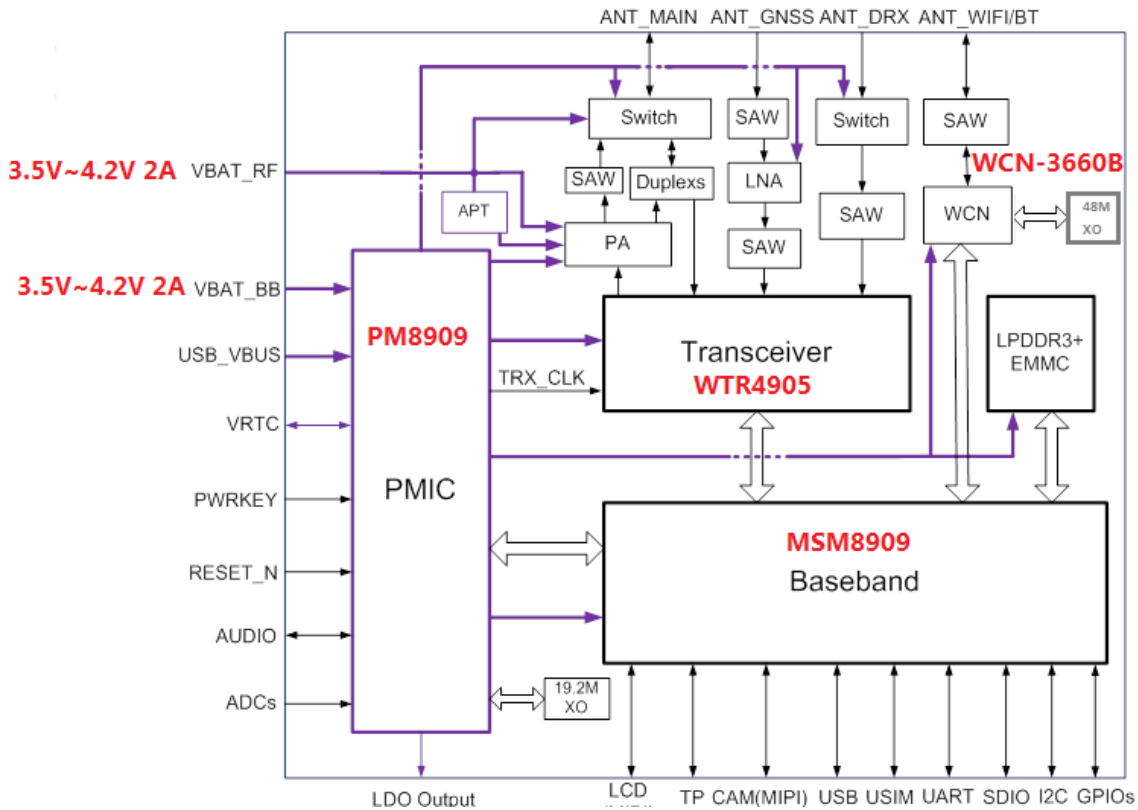 ANT_MAIN ANT_GNSS ANT_DRX ANT_WIFI/BT
Switch
SAW
Switch
SAW
WCN-3660B
3.5V~4.2V 2A VBAT_RF
SAW
Duplexs
LNA
48M
XO
APT
SAW
WCN
PA
SAW
3.5V~4.2V 2A VBAT_BB
PM8909
USB_VBUS
Transceiver
WTR4905
LPDDR3+
EMMC
TRX_CLK
VRTC
PMIC
PWRKEY
MSM8909
Baseband
RESET_N
AUDIO
ADCs
19.2M
XO
LDO Output
LCD TP CAM(MIPI) USB USIM UART SDIO I2C GPIOs